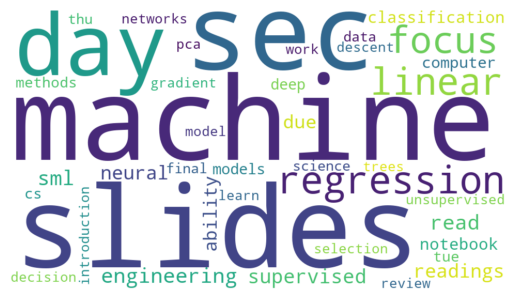 day sec
thu networks
pca
work data
descent
classification
focus
computer
methods gradient deep
linear
machine
model
due
sml neural final models
science trees
regression
slides
cs introduction
ability learn
unsupervised
read
selection
notebook
tue
decision engineering supervised
review
readings